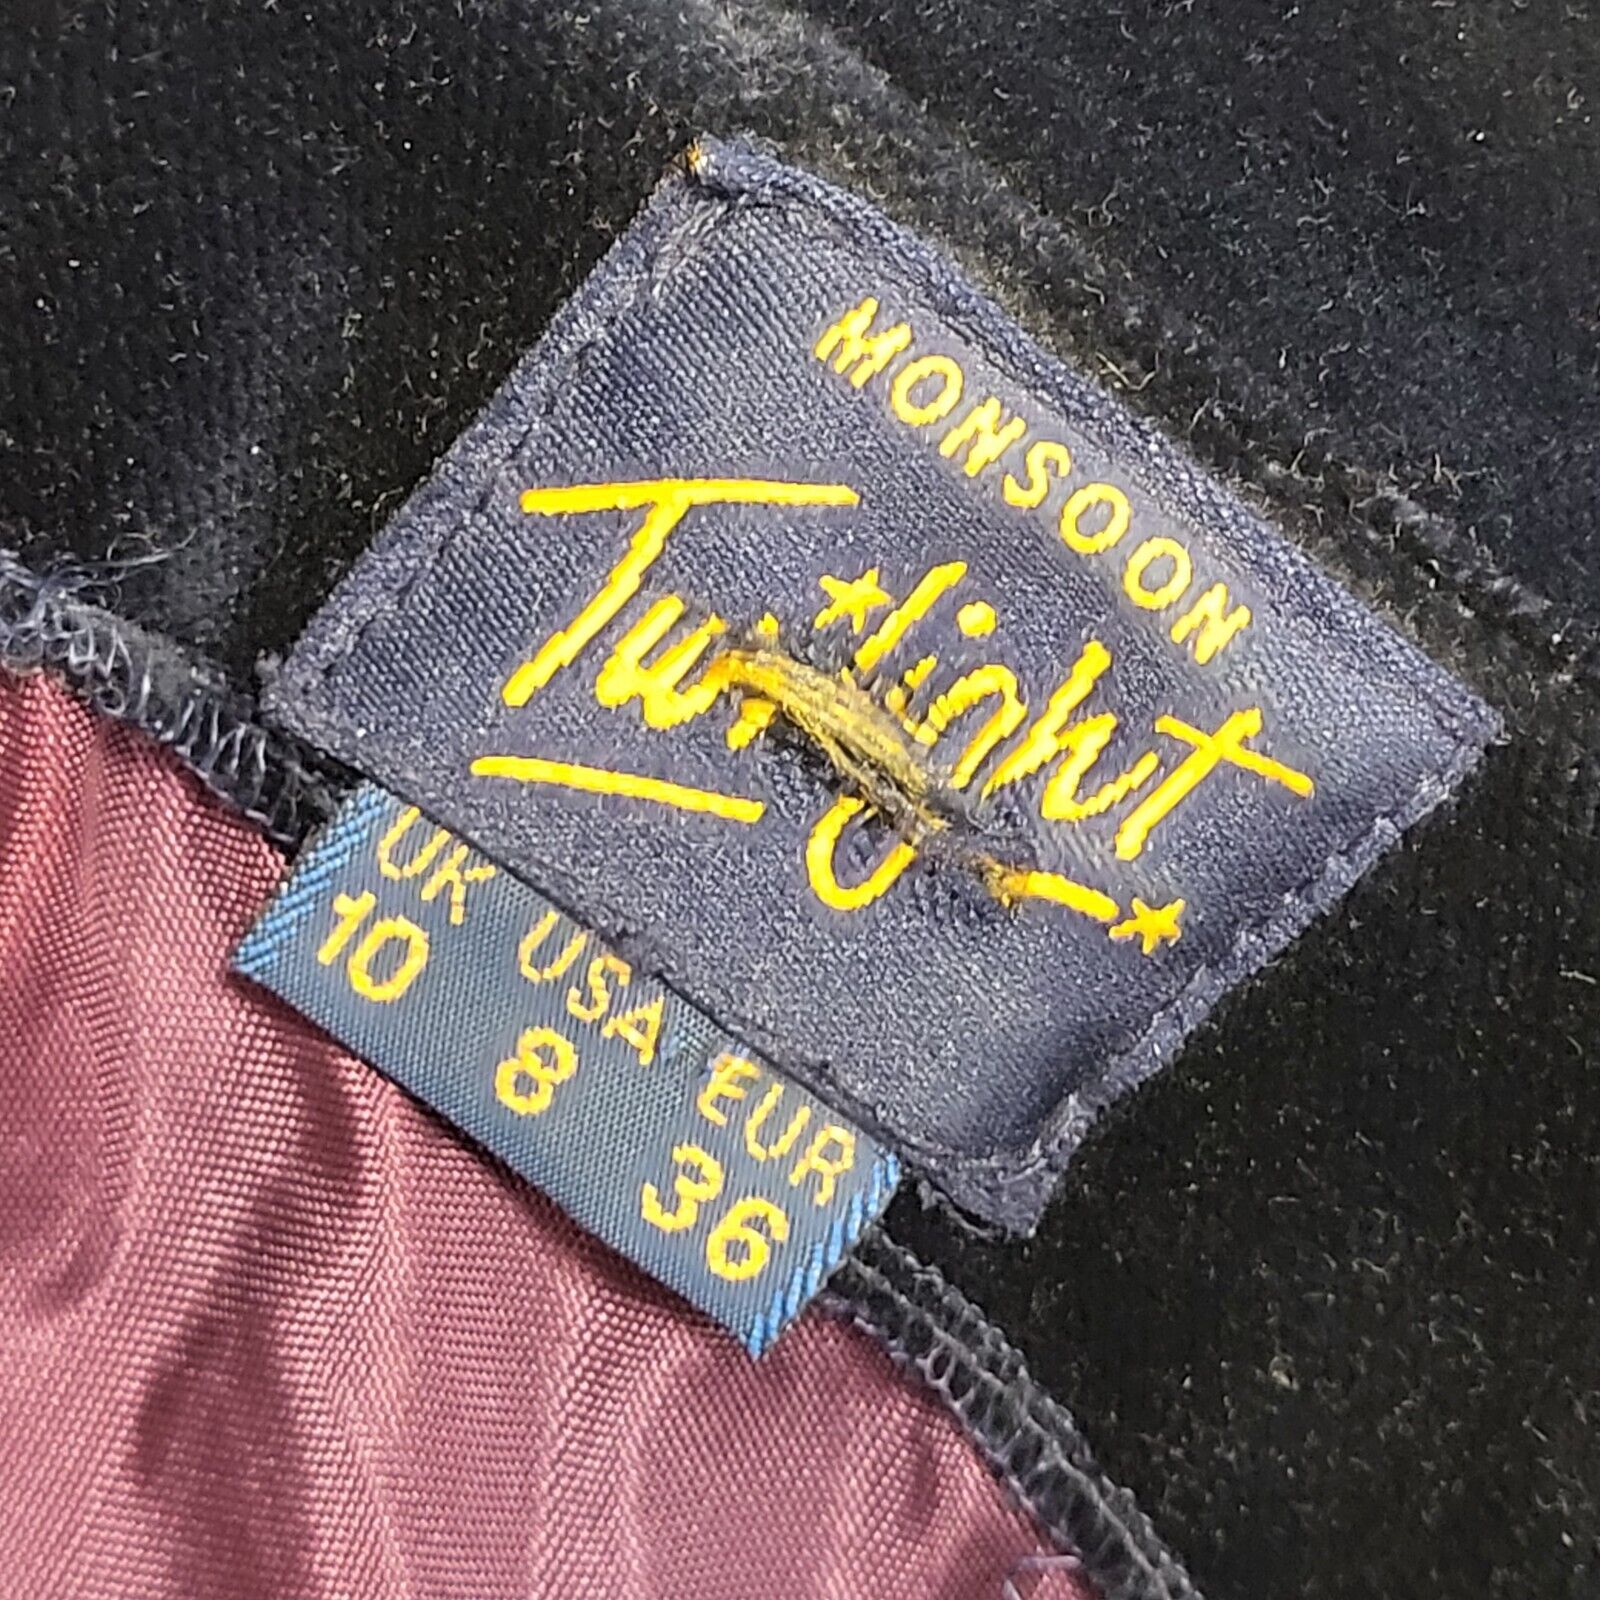 MONSOON
Twilight
UK USA EUR
10 8 36